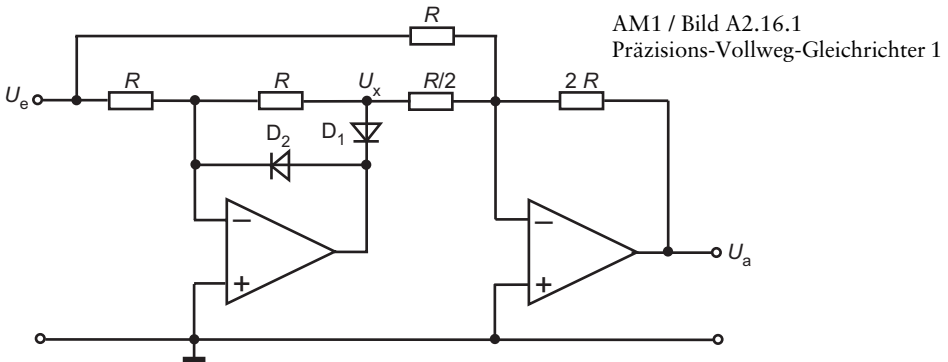 R
AM1 / Bild A2.16.1
Präzisions-Vollweg-Gleichrichter 1
R
R
Ux
R/2
2 R
Ue
D2
D1
−
−
+
+
Ua